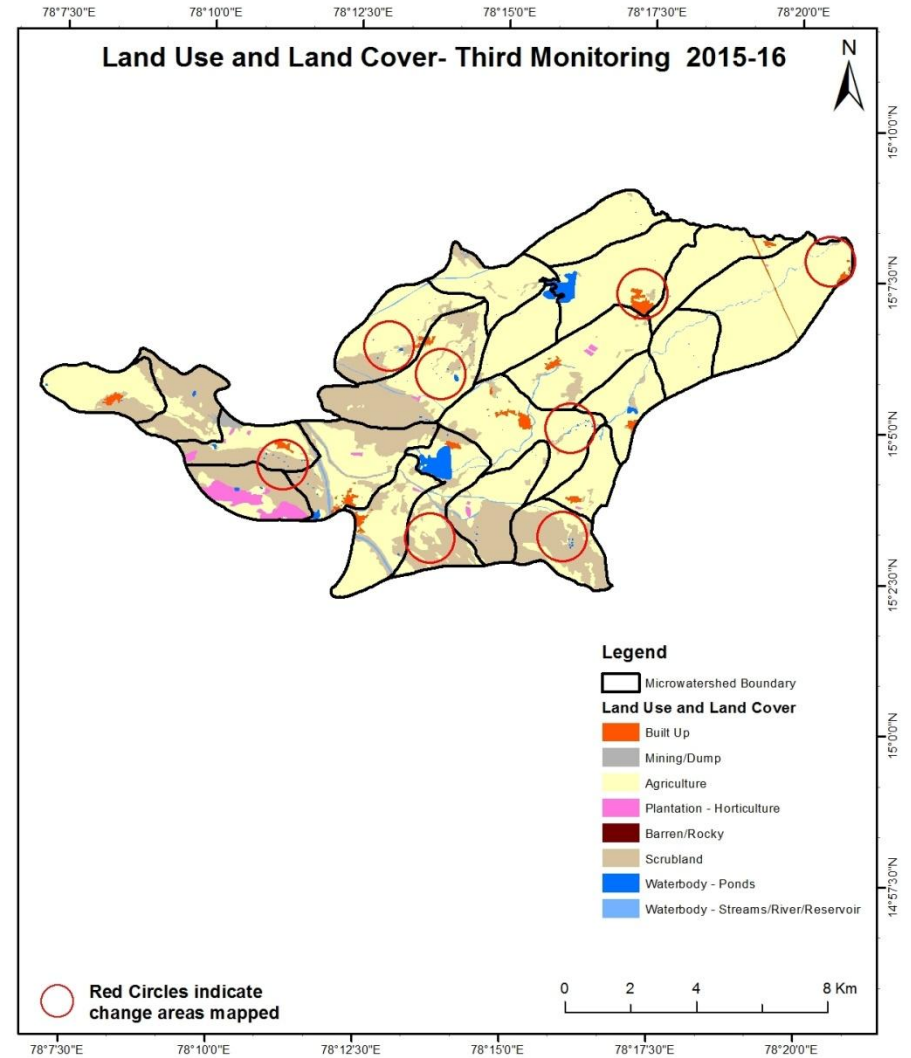 78°7'30"E 78°10'0"E 78°12'30"E 78°15'0"E 78°17'30"E 78°20'0"E
Land Use and Land Cover- Third Monitoring 2015-16
N
15°10'0"N
15°7'30"N
15°5'0"N
15°2'30"N
15°0'0"N
14°57'30"N
Legend
Microwatershed Boundary
Land Use and Land Cover
Built Up
Mining/Dump
Agriculture
Plantation - Horticulture
Barren/Rocky
Scrubland
Waterbody - Ponds
Waterbody - Streams/River/Reservoir
Red Circles indicate
change areas mapped
0 2 4 8 Km
78°7'30"E 78°10'0"E 78°12'30"E 78°15'0"E 78°17'30"E 78°20'0"E